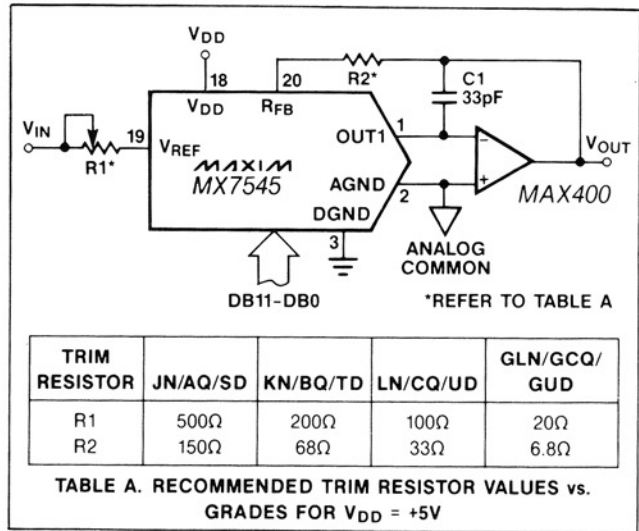 VDD
18
20
R2*
C1
33pF
VDD
RFB
VIN
R1*
19
VREF
OUT1
1
MAXIM
MX7545
AGND
2
DGND
3
-
+
VOUT
MAX400
ANALOG
COMMON
DB11-DB0
*REFER TO TABLE A
TRIM RESISTOR JN/AQ/SD KN/BQ/TD LN/CQ/UD GLN/GCQ/GUD
R1 500Ω 200Ω 100Ω 20Ω
R2 150Ω 68Ω 33Ω 6.8Ω
TABLE A. RECOMMENDED TRIM RESISTOR VALUES vs.
GRADES FOR VDD = +5V